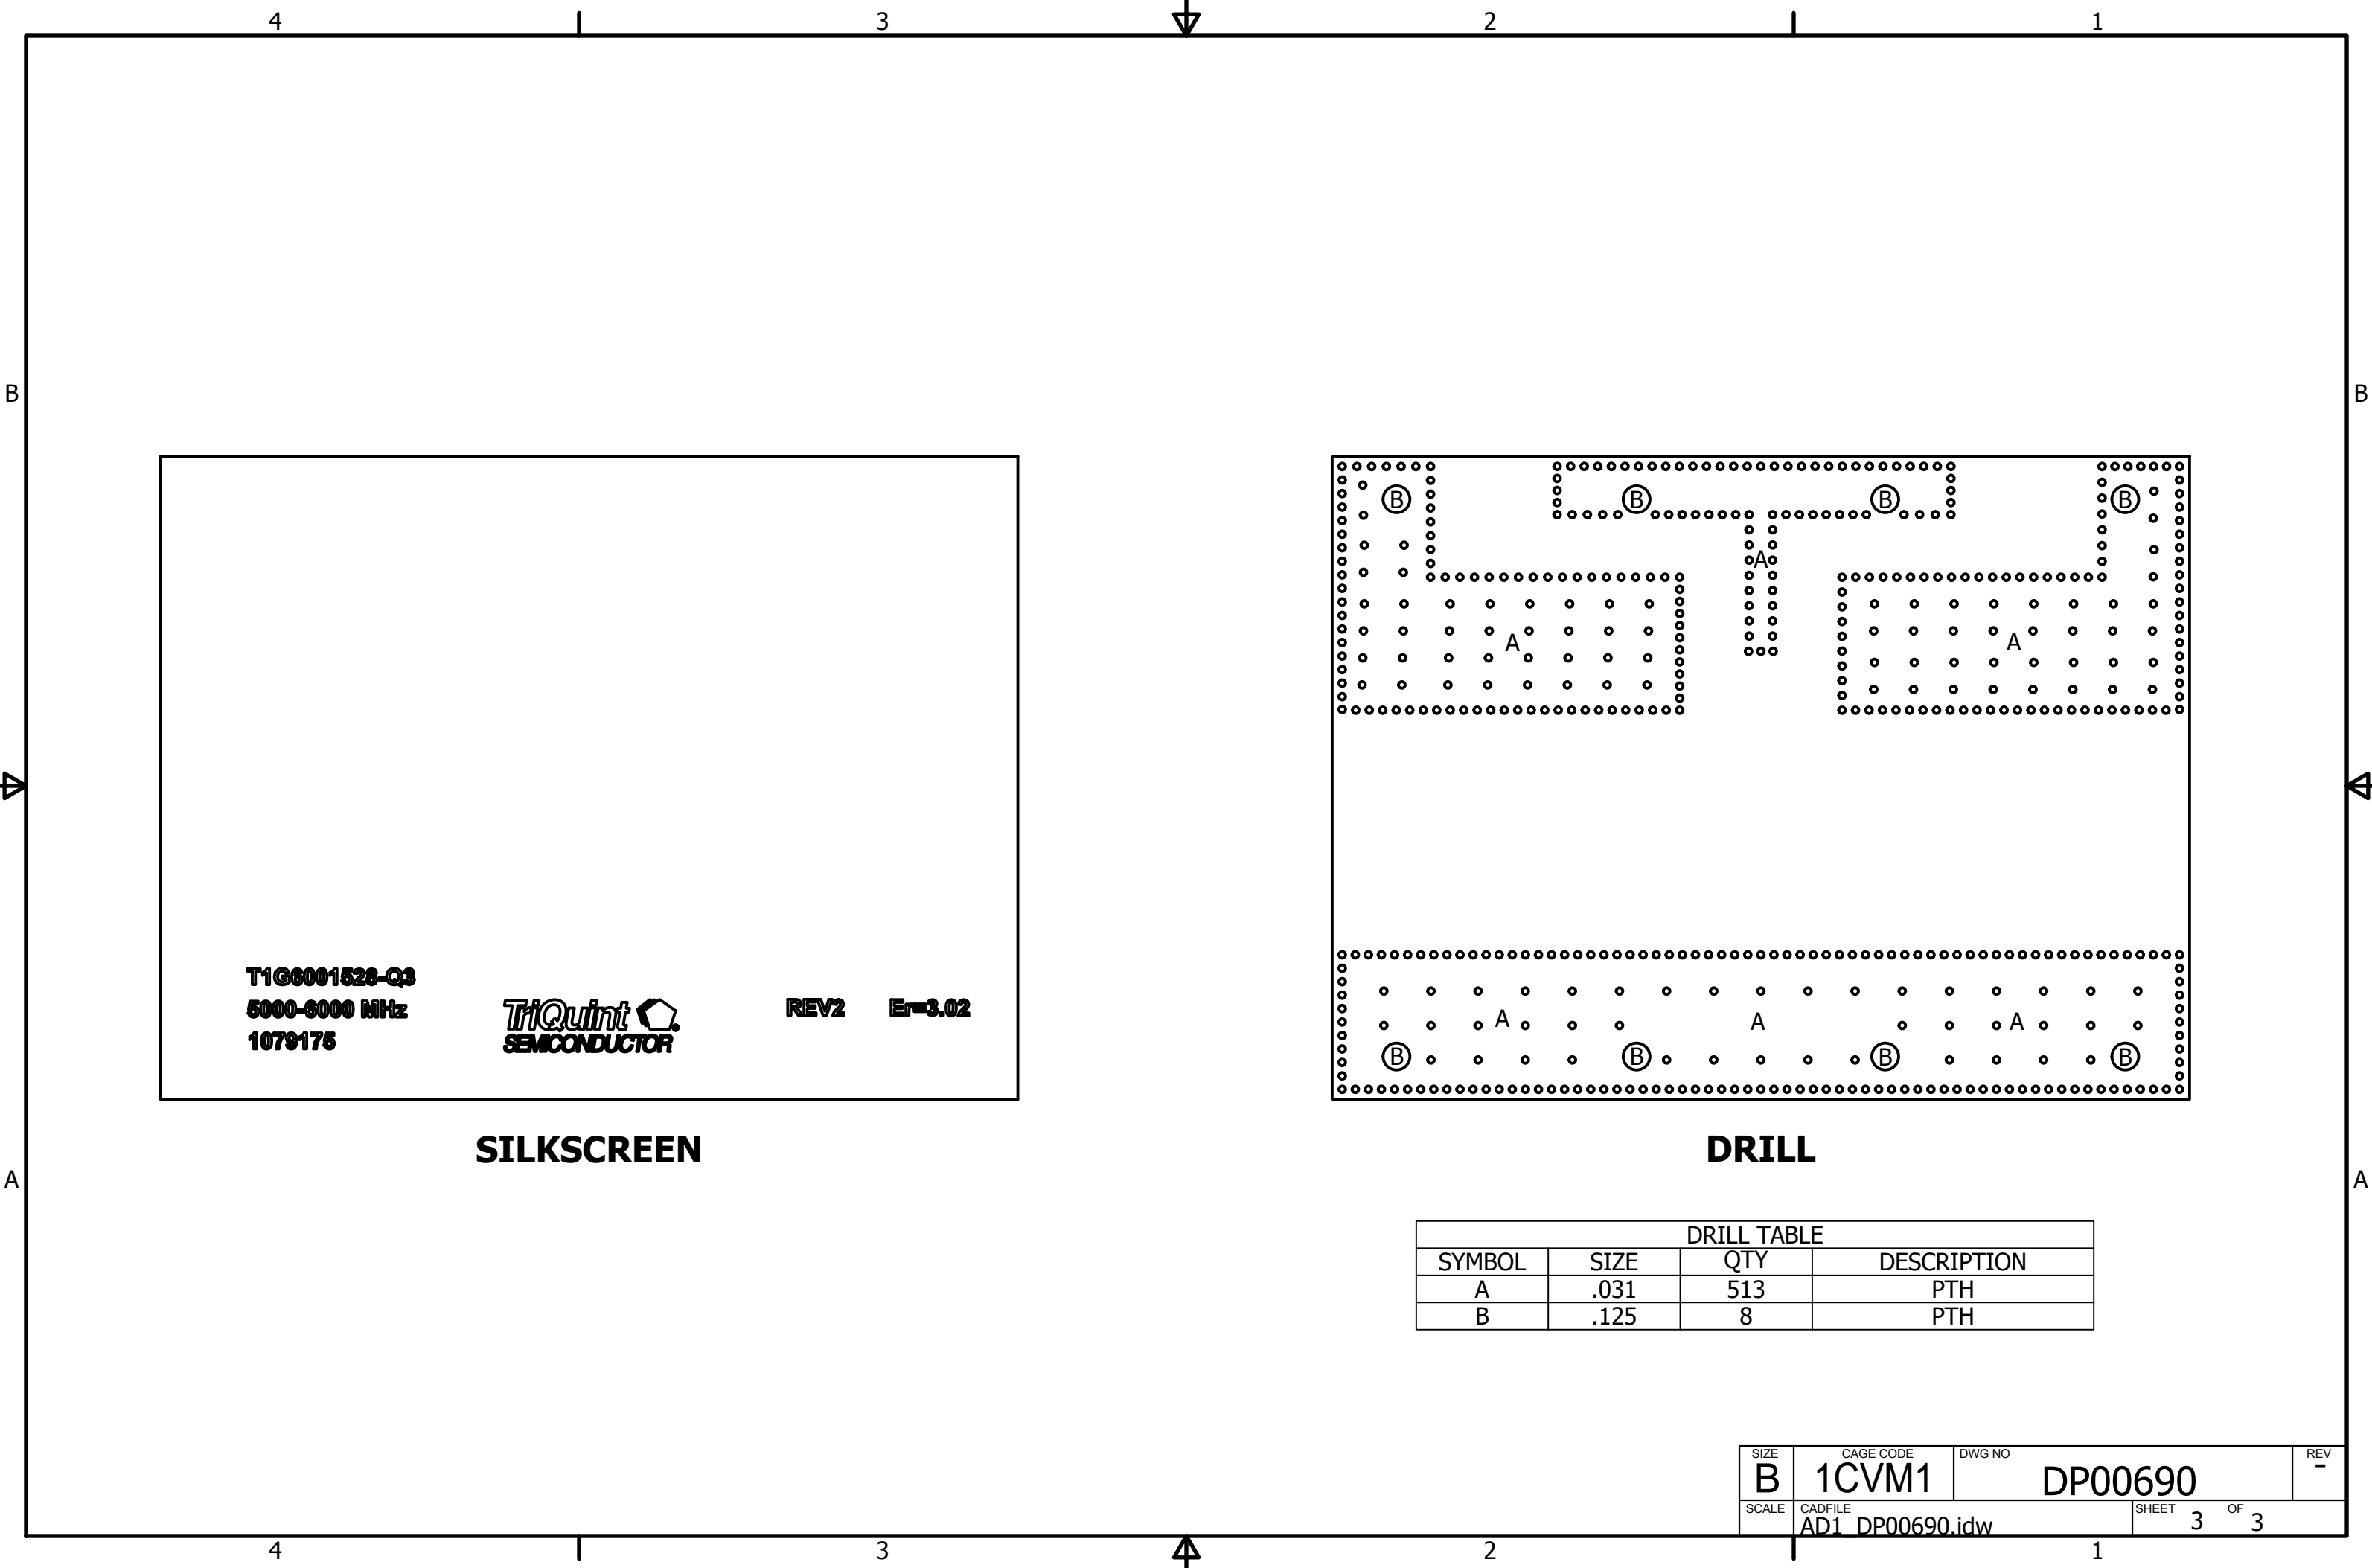 4 3 2 1
B B
B B B B
A
A A
T1G6001528-Q3
5000-6000 MHz
1079175
TriQuint
SEMICONDUCTOR
REV2 Er=3.02
A A A
B B B B
SILKSCREEN
DRILL
A A
DRILL TABLE
SYMBOL SIZE QTY DESCRIPTION
A .031 513 PTH
B .125 8 PTH
SIZE CAGE CODE DWG NO REV
B 1CVM1 DP00690 -
SCALE CADFILE SHEET 3 OF 3
AD1_DP00690.idw
4 3 2 1